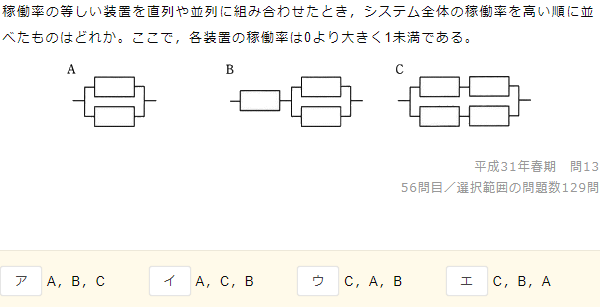 稼働率の等しい装置を直列や並列に組み合わせたとき，システム全体の稼働率を高い順に並
べたものはどれか。ここで，各装置の稼働率は0より大きく1未満である。
A B C
平成31年春期 問13
56問目／選択範囲の問題数129問
ア A，B，C イ A，C，B ウ C，A，B エ C，B，A